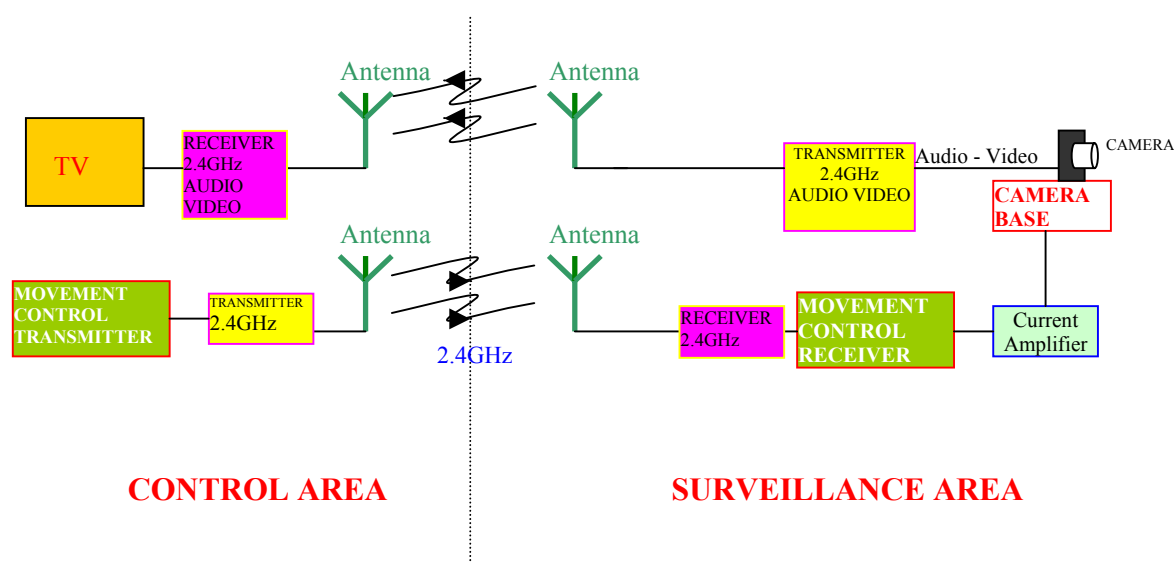 Antenna
Antenna
TV
RECEIVER
2.4GHz
AUDIO
VIDEO
TRANSMITTER
2.4GHz
AUDIO VIDEO
Audio - Video
CAMERA
CAMERA
BASE
Antenna
Antenna
MOVEMENT
CONTROL
TRANSMITTER
TRANSMITTER
2.4GHz
2.4GHz
RECEIVER
2.4GHz
MOVEMENT
CONTROL
RECEIVER
Current
Amplifier
CONTROL AREA
SURVEILLANCE AREA